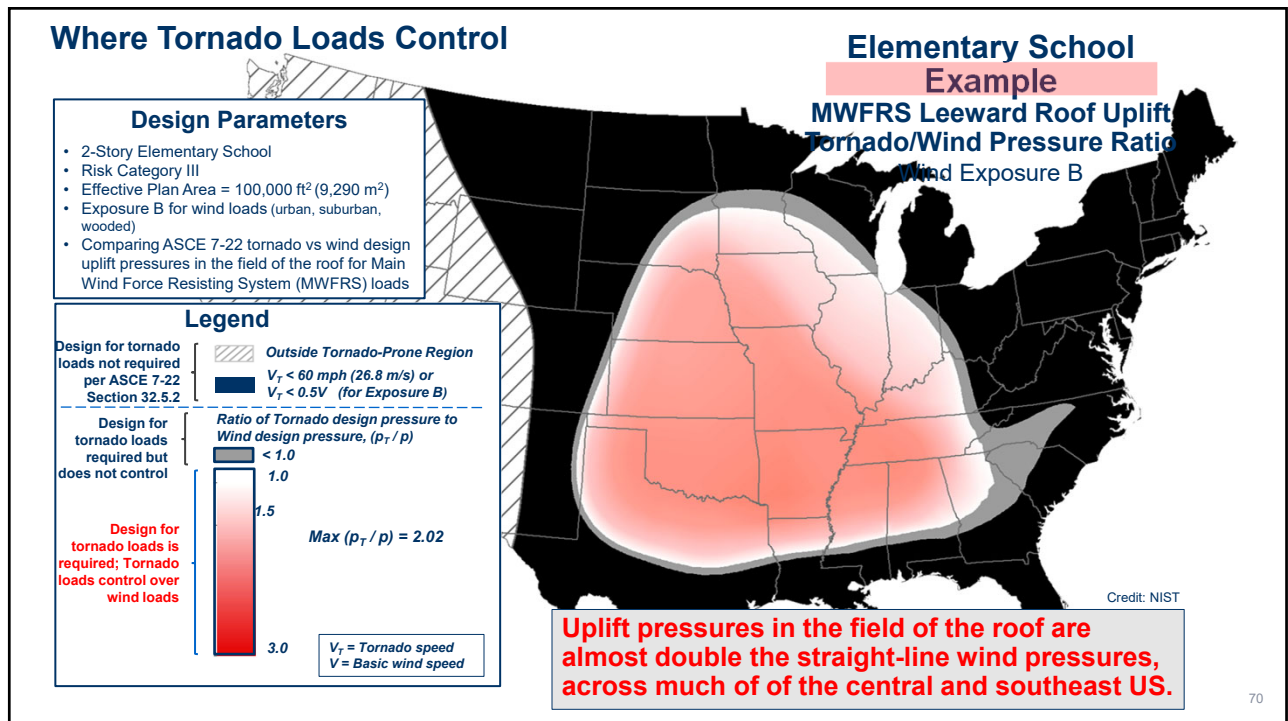 Where Tornado Loads Control
Elementary School
Example
MWFRS Leeward Roof Uplift
Tornado/Wind Pressure Ratio
Wind Exposure B
Design Parameters
• 2-Story Elementary School
• Risk Category III
• Effective Plan Area = 100,000 ft² (9,290 m²)
• Exposure B for wind loads (urban, suburban,
wooded)
• Comparing ASCE 7-22 tornado vs wind design
uplift pressures in the field of the roof for Main
Wind Force Resisting System (MWFRS) loads
Legend
Design for tornado
loads not required
per ASCE 7-22
Section 32.5.2
Outside Tornado-Prone Region
V_T < 60 mph (26.8 m/s) or
V_T < 0.5V (for Exposure B)
Design for
tornado loads
required but
does not control
Ratio of Tornado design pressure to
Wind design pressure, (p_T / p)
< 1.0
1.0
1.5
Max (p_T / p) = 2.02
Design for
tornado loads is
required; Tornado
loads control over
wind loads
3.0
V_T = Tornado speed
V = Basic wind speed
Credit: NIST
Uplift pressures in the field of the roof are
almost double the straight-line wind pressures,
across much of of the central and southeast US.
70